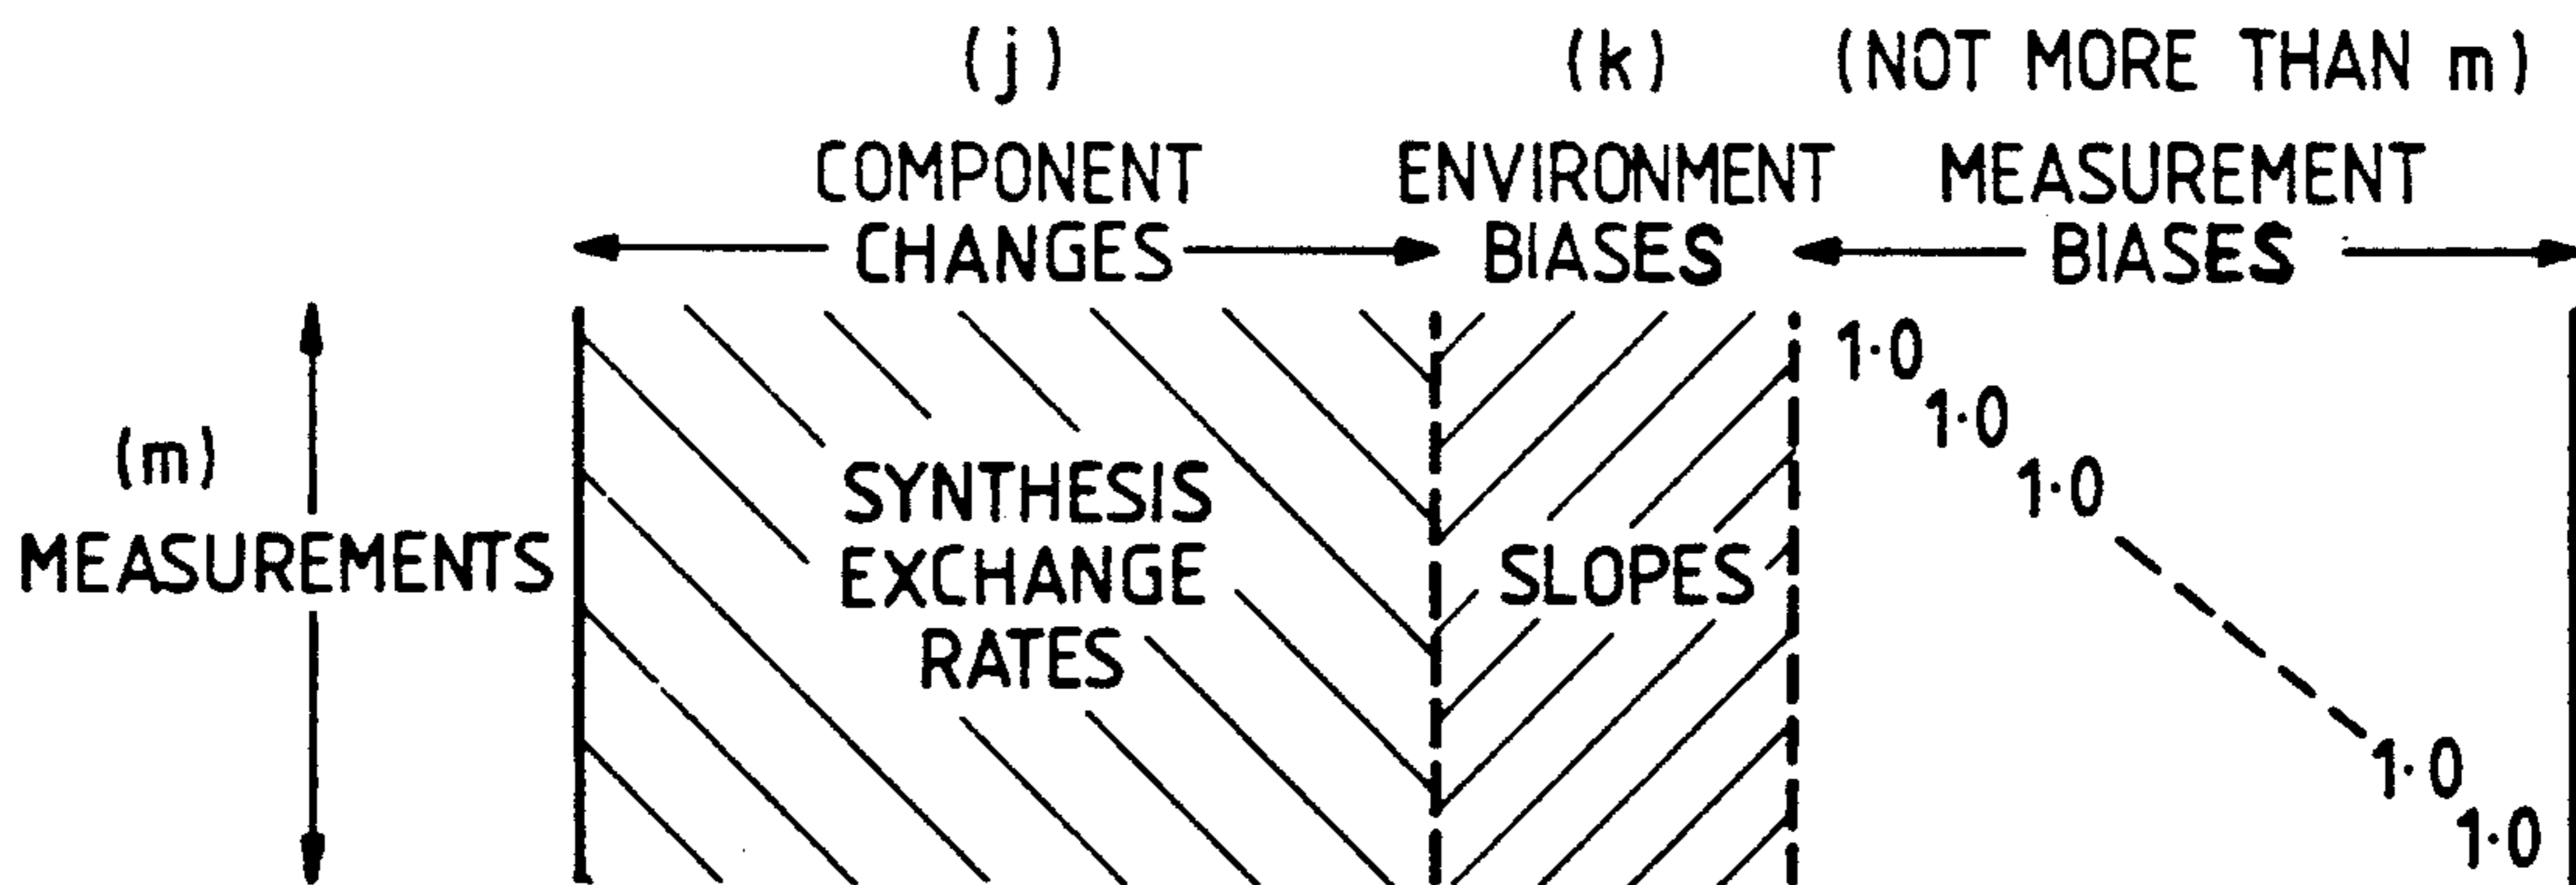 (j) (k) (NOT MORE THAN m)
COMPONENT ENVIRONMENT MEASUREMENT
CHANGES BIASES BIASES
1·0
1·0
(m) SYNTHESIS 1·0
MEASUREMENTS EXCHANGE SLOPES
RATES
1·0
1·0